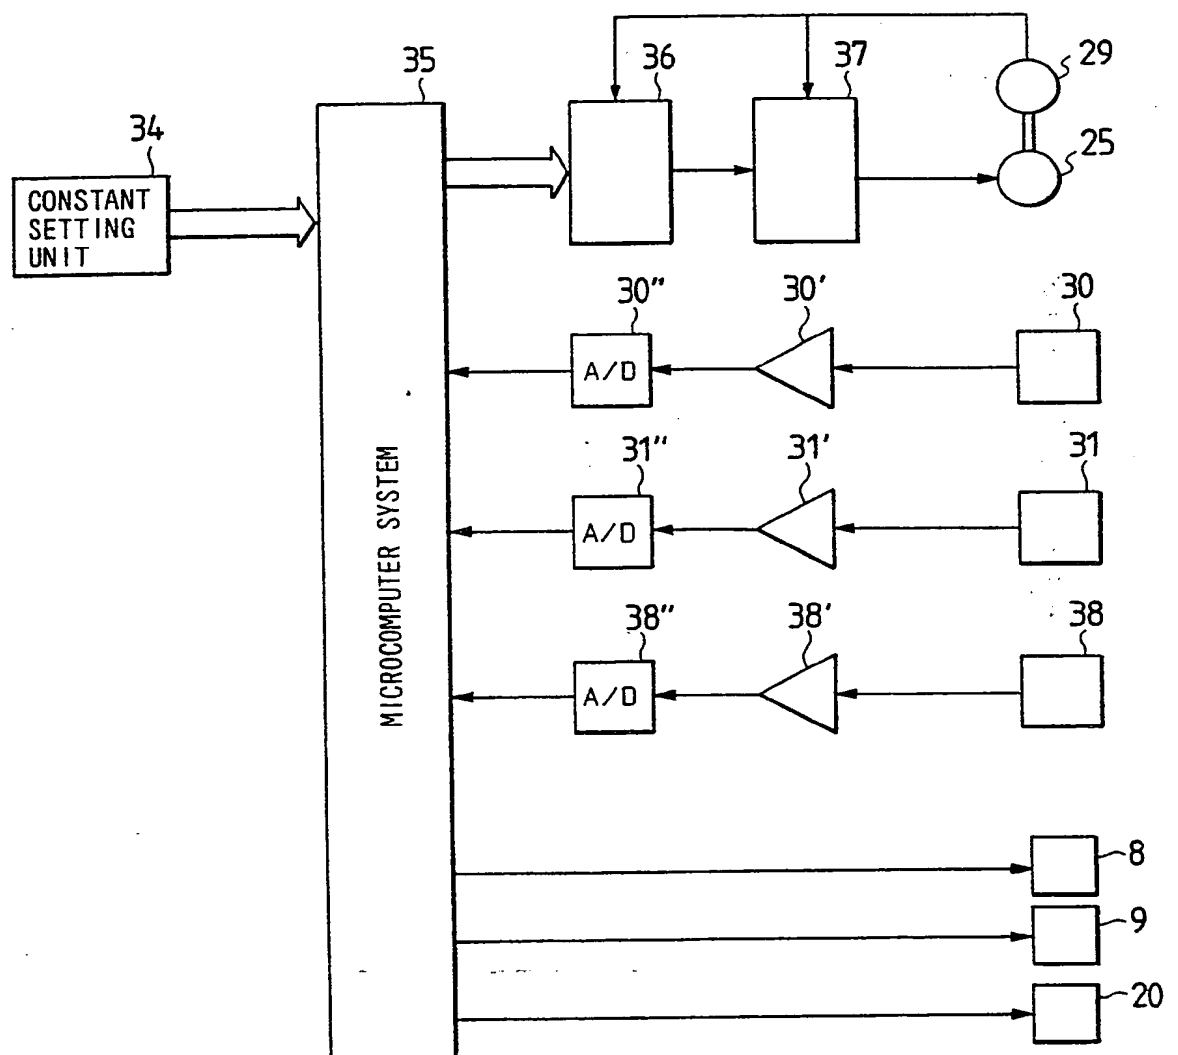 35
36
37
29
34
25
CONSTANT
SETTING
UNIT
30''
30'
30
A/D
31''
31'
31
A/D
MICROCOMPUTER SYSTEM
38''
38'
38
A/D
8
9
20